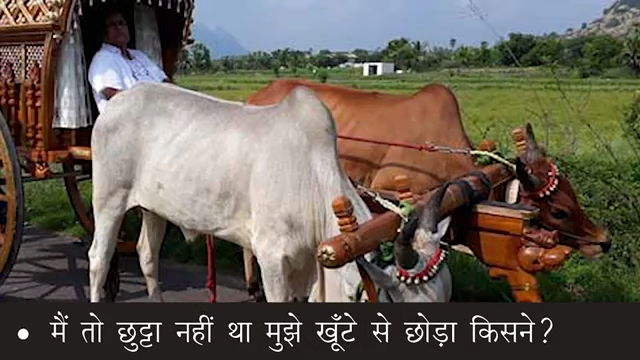 • मैं तो छुट्टा नहीं था मुझे खूँटे से छोड़ा किसने?